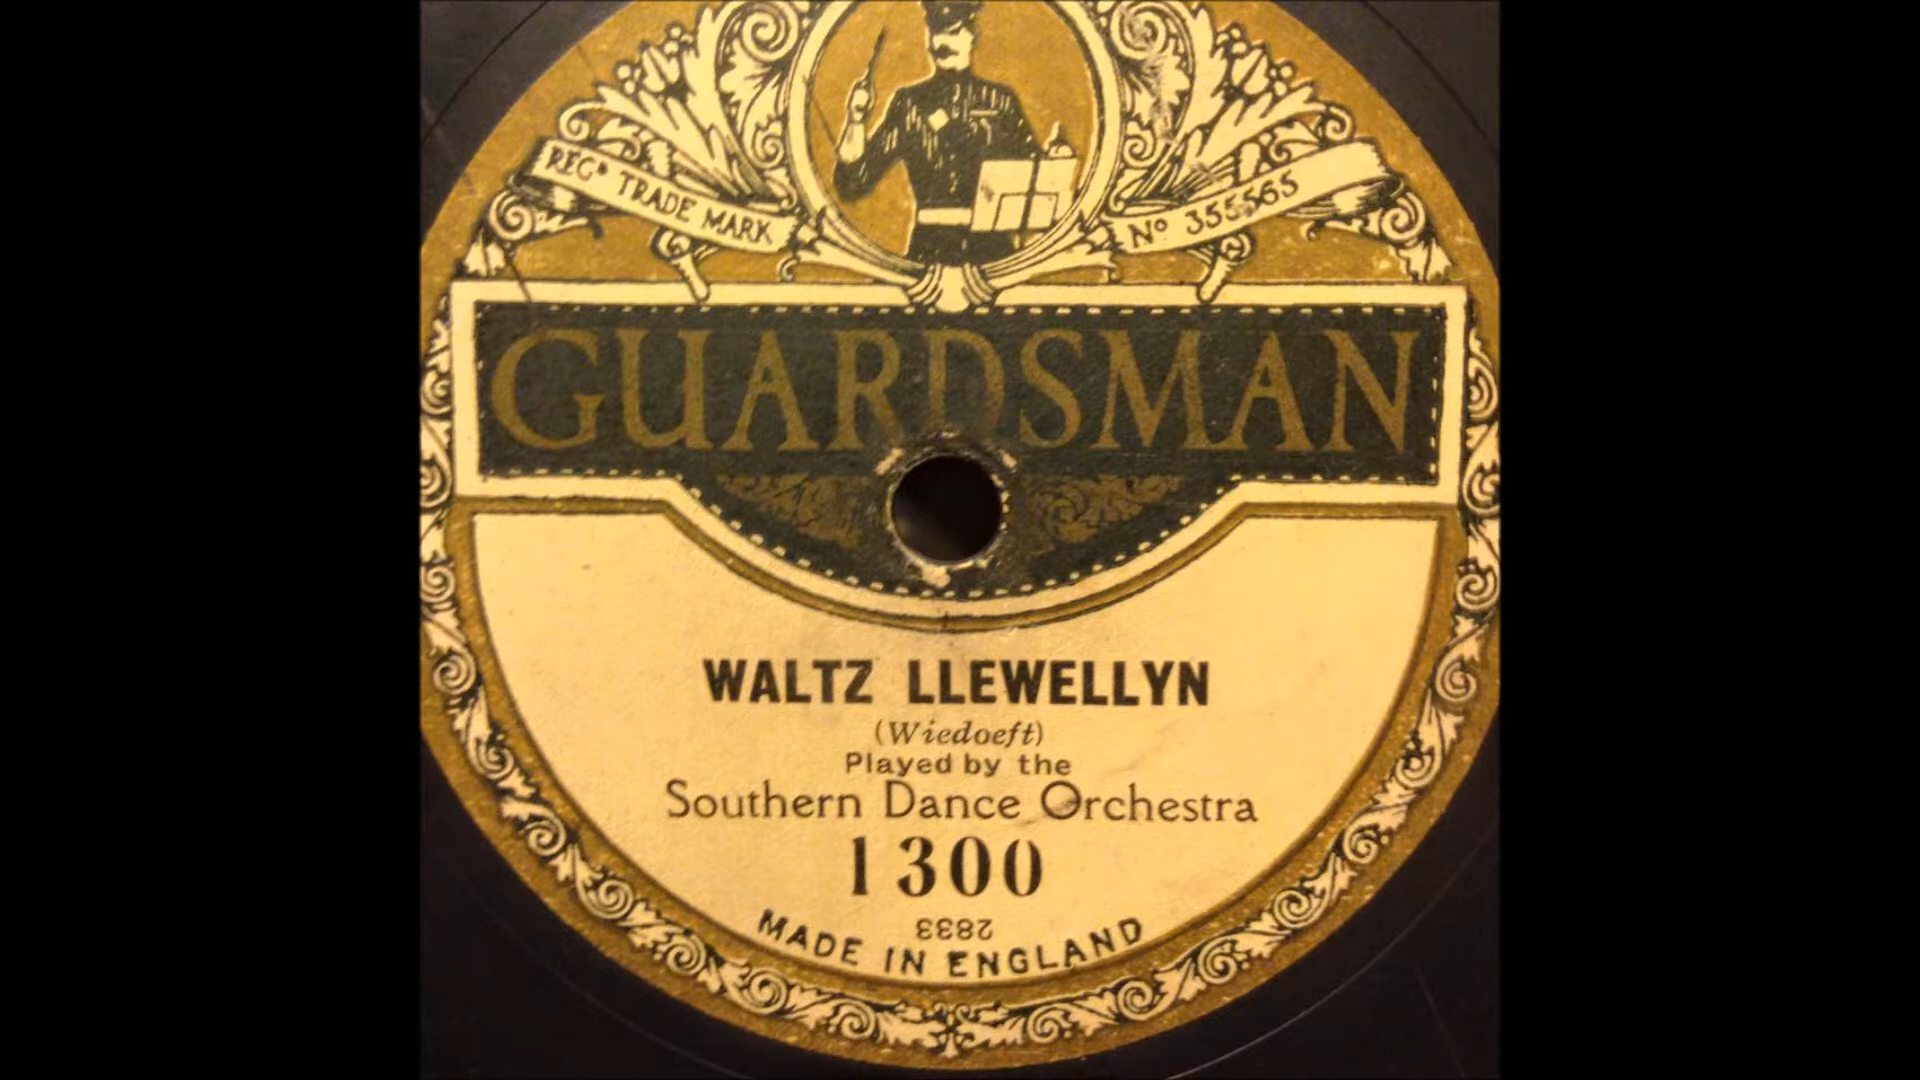 REGD TRADE MARK
No 355565
GUARDSMAN
WALTZ LLEWELLYN
(Wiedoeft)
Played by the
Southern Dance Orchestra
1300
2833
MADE IN ENGLAND